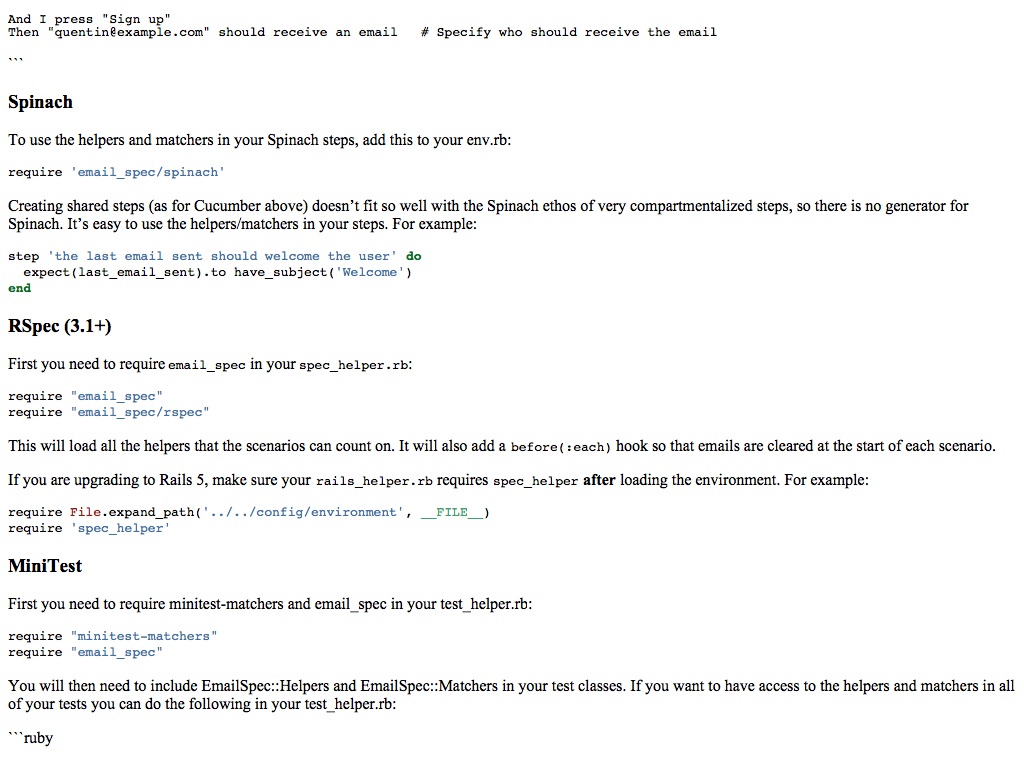 And I press "Sign up"
Then "quentin@example.com" should receive an email   # Specify who should receive the email
```
Spinach
To use the helpers and matchers in your Spinach steps, add this to your env.rb:
require 'email_spec/spinach'
Creating shared steps (as for Cucumber above) doesn’t fit so well with the Spinach ethos of very compartmentalized steps, so there is no generator for
Spinach. It’s easy to use the helpers/matchers in your steps. For example:
step 'the last email sent should welcome the user' do
  expect(last_email_sent).to have_subject('Welcome')
end
RSpec (3.1+)
First you need to require email_spec in your spec_helper.rb:
require "email_spec"
require "email_spec/rspec"
This will load all the helpers that the scenarios can count on. It will also add a before(:each) hook so that emails are cleared at the start of each scenario.
If you are upgrading to Rails 5, make sure your rails_helper.rb requires spec_helper after loading the environment. For example:
require File.expand_path('../../config/environment', __FILE__)
require 'spec_helper'
MiniTest
First you need to require minitest-matchers and email_spec in your test_helper.rb:
require "minitest-matchers"
require "email_spec"
You will then need to include EmailSpec::Helpers and EmailSpec::Matchers in your test classes. If you want to have access to the helpers and matchers in all
of your tests you can do the following in your test_helper.rb:
```ruby